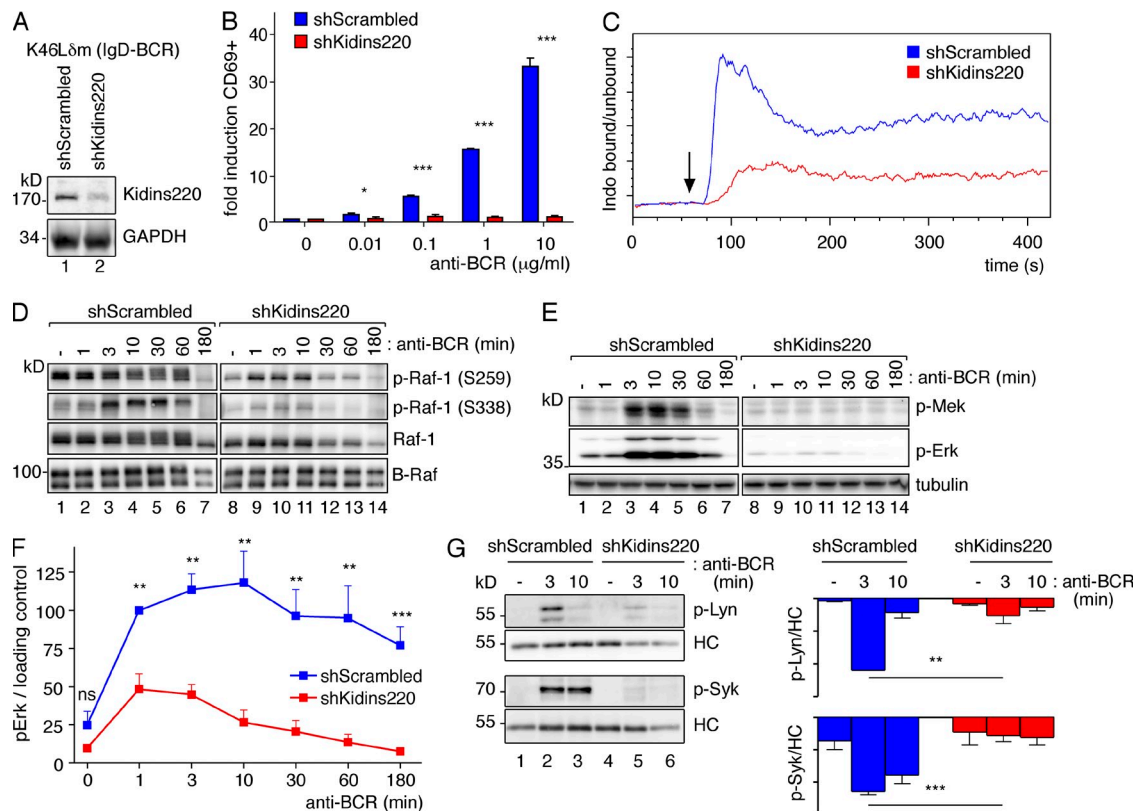 A
K46Lδm (IgD-BCR)
shScrambled
shKidins220
kD
170
Kidins220
34
GAPDH
1 2
B
shScrambled
shKidins220
fold induction CD69+
40
30
20
10
0
* *** *** ***
0 0.01 0.1 1 10
anti-BCR (µg/ml)
C
shScrambled
shKidins220
Indo bound/unbound
0 100 200 300 400
time (s)
D
shScrambled shKidins220
- 1 3 10 30 60 180 - 1 3 10 30 60 180 : anti-BCR (min)
kD
p-Raf-1 (S259)
p-Raf-1 (S338)
Raf-1
100
B-Raf
1 2 3 4 5 6 7 8 9 10 11 12 13 14
E
shScrambled shKidins220
- 1 3 10 30 60 180 - 1 3 10 30 60 180 : anti-BCR (min)
kD
p-Mek
p-Erk
35
tubulin
1 2 3 4 5 6 7 8 9 10 11 12 13 14
F
pErk / loading control
125
100
75
50
25
0
ns ** ** ** ** ** ***
shScrambled
shKidins220
0 1 3 10 30 60 180
anti-BCR (min)
G
shScrambled shKidins220
: anti-BCR
kD - 3 10 - 3 10 (min)
55 p-Lyn
55 HC
70 p-Syk
55 HC
1 2 3 4 5 6
shScrambled shKidins220
- 3 10 - 3 10 : anti-BCR
(min)
p-Lyn/HC
**
p-Syk/HC
***